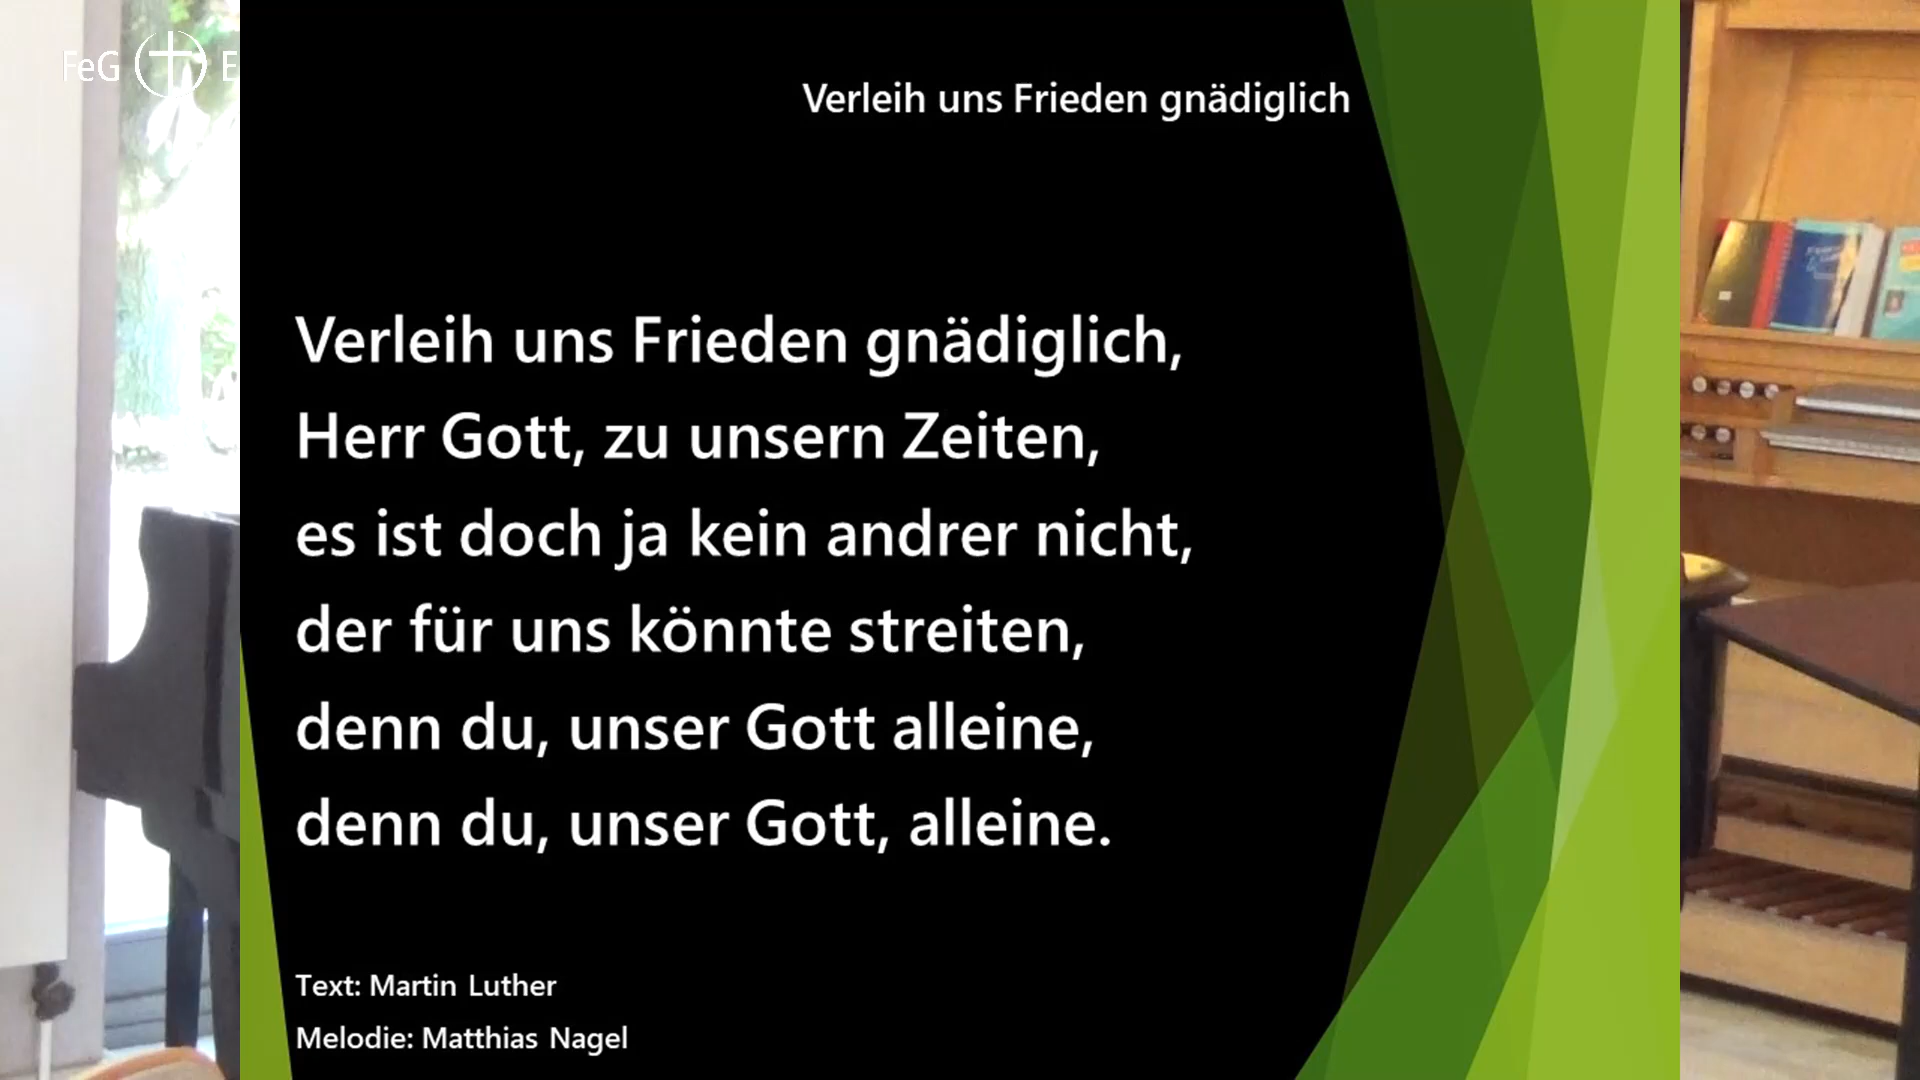 FeG E
Verleih uns Frieden gnädiglich
Verleih uns Frieden gnädiglich,
Herr Gott, zu unsern Zeiten,
es ist doch ja kein andrer nicht,
der für uns könnte streiten,
denn du, unser Gott alleine,
denn du, unser Gott, alleine.
Text: Martin Luther
Melodie: Matthias Nagel